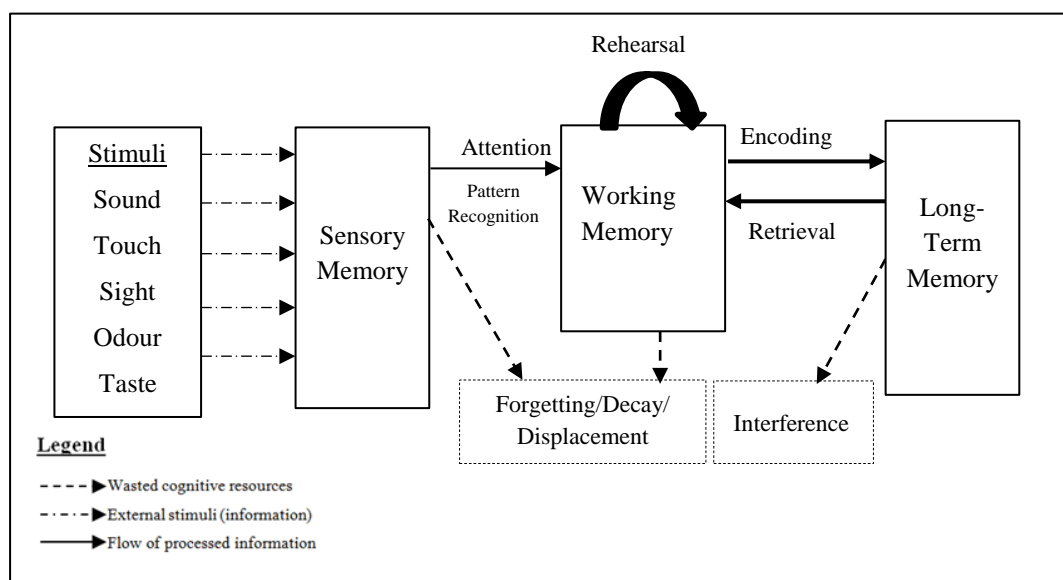 Rehearsal
Stimuli
Sound
Touch
Sight
Odour
Taste
Sensory
Memory
Attention
Pattern
Recognition
Working
Memory
Encoding
Retrieval
Long-
Term
Memory
Forgetting/Decay/
Displacement
Interference
Legend
Wasted cognitive resources
External stimuli (information)
Flow of processed information